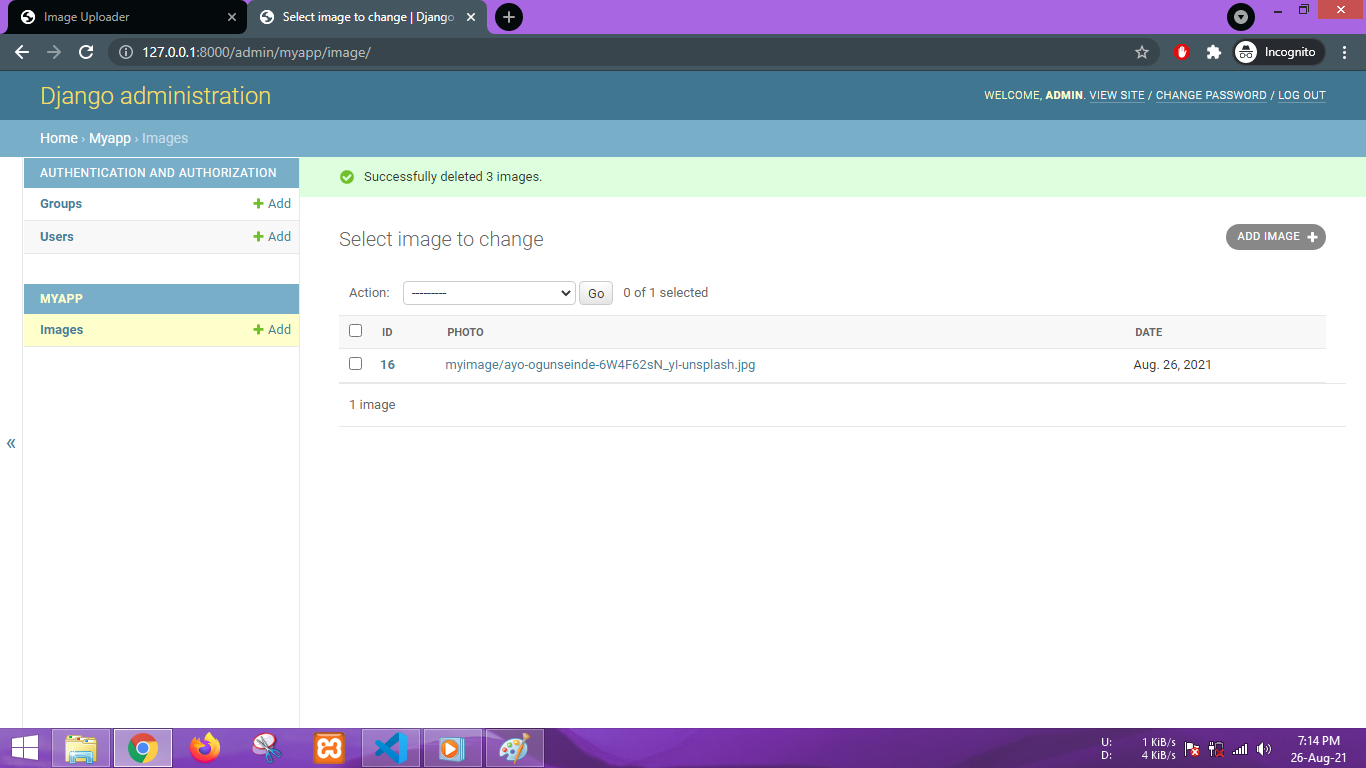 Image Uploader
Select image to change | Django
127.0.0.1:8000/admin/myapp/image/
Incognito
Django administration
WELCOME, ADMIN. VIEW SITE / CHANGE PASSWORD / LOG OUT
Home › Myapp › Images
AUTHENTICATION AND AUTHORIZATION
Groups + Add
Users + Add
MYAPP
Images + Add
«
Successfully deleted 3 images.
Select image to change
ADD IMAGE +
Action: --------- Go 0 of 1 selected
ID PHOTO DATE
16 myimage/ayo-ogunseinde-6W4F62sN_yI-unsplash.jpg Aug. 26, 2021
1 image
U: 1 KiB/s
D: 4 KiB/s
7:14 PM
26-Aug-21